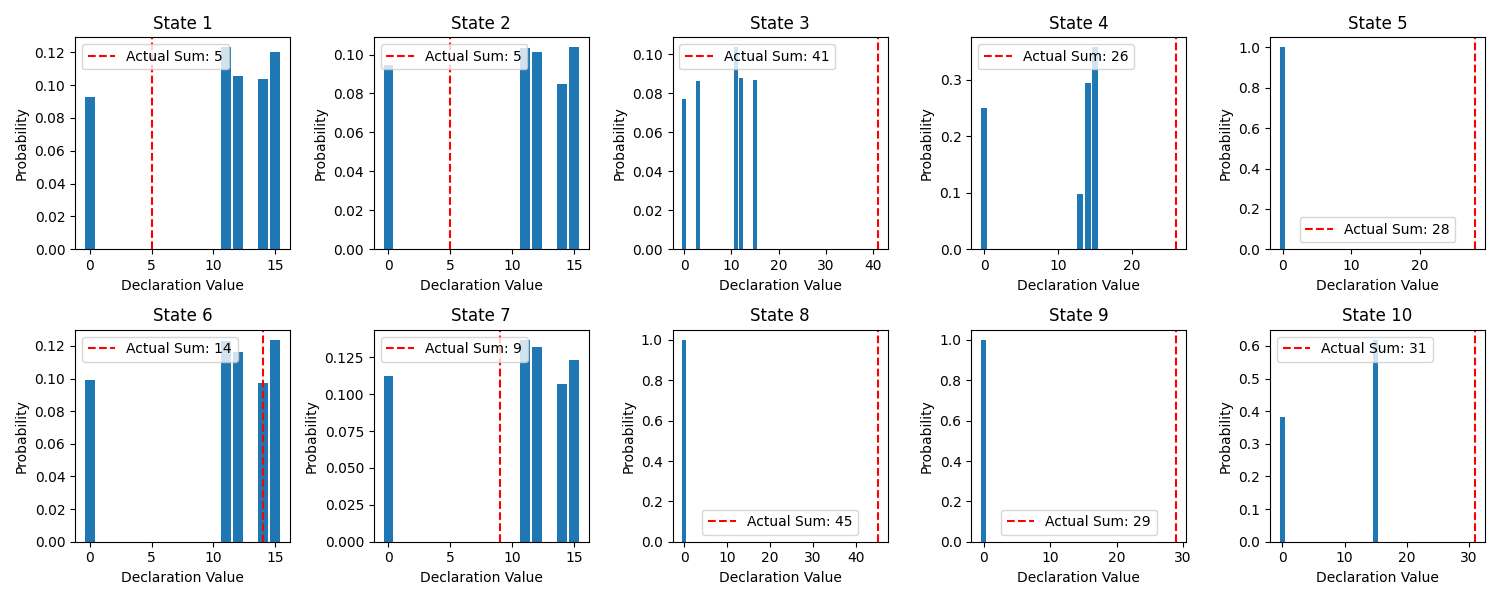 State 1
Actual Sum: 5
Probability
0.12
0.10
0.08
0.06
0.04
0.02
0.00
0 5 10 15
Declaration Value
State 2
Actual Sum: 5
Probability
0.10
0.08
0.06
0.04
0.02
0.00
0 5 10 15
Declaration Value
State 3
Actual Sum: 41
Probability
0.10
0.08
0.06
0.04
0.02
0.00
0 10 20 30 40
Declaration Value
State 4
Actual Sum: 26
Probability
0.3
0.2
0.1
0.0
0 10 20
Declaration Value
State 5
Probability
1.0
0.8
0.6
0.4
0.2
0.0
Actual Sum: 28
0 10 20
Declaration Value
State 6
Actual Sum: 14
Probability
0.12
0.10
0.08
0.06
0.04
0.02
0.00
0 5 10 15
Declaration Value
State 7
Actual Sum: 9
Probability
0.125
0.100
0.075
0.050
0.025
0.000
0 5 10 15
Declaration Value
State 8
Probability
1.0
0.8
0.6
0.4
0.2
0.0
Actual Sum: 45
0 10 20 30 40
Declaration Value
State 9
Probability
1.0
0.8
0.6
0.4
0.2
0.0
Actual Sum: 29
0 10 20 30
Declaration Value
State 10
Actual Sum: 31
Probability
0.6
0.5
0.4
0.3
0.2
0.1
0.0
0 10 20 30
Declaration Value